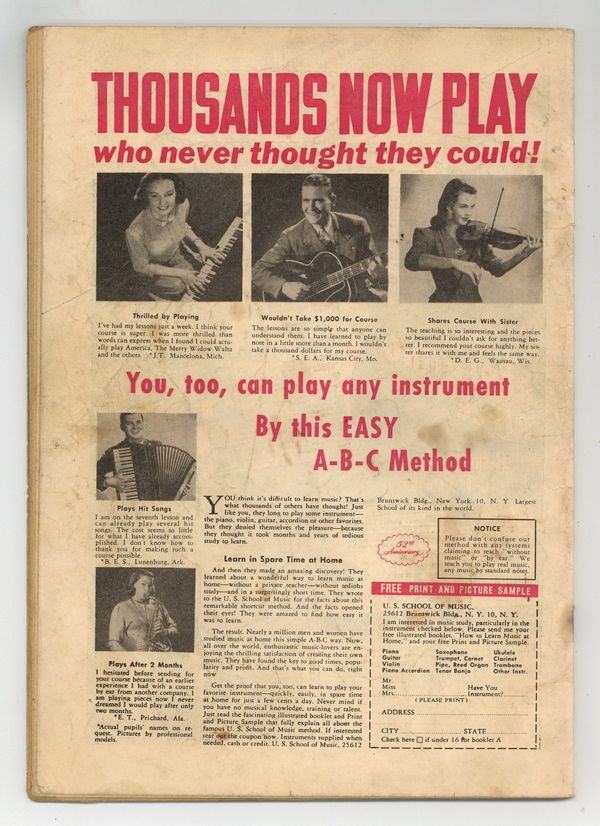 THOUSANDS NOW PLAY
who never thought they could!
Thrilled by Playing
I've had my lessons just a week. I think your
course is super. I was more thrilled than
words can express when I found I could actu-
ally play America, The Merry Widow Waltz
and the others. *J.T. Mancelona, Mich.
Wouldn't Take $1,000 for Course
The lessons are so simple that anyone can
understand them. I have learned to play by
note in a little more than a month. I wouldn't
take a thousand dollars for my course.
*S. E. A., Kansas City, Mo.
Shares Course With Sister
The teaching is so interesting and the pieces
so beautiful I couldn't ask for anything bet-
ter. I recommend your course highly. My sis-
ter shares it with me and feels the same way.
*D. E. G., Wausau, Wis.
You, too, can play any instrument
By this EASY
A-B-C Method
Plays Hit Songs
I am on the seventh lesson and
can already play several hit
songs. The cost seems so little
for what I have already accom-
plished. I don't know how to
thank you for making such a
course possible.
*B. E. S., Lunenburg, Ark.
Plays After 2 Months
I hesitated before sending for
your course because of an earlier
experience I had with a course
by ear from another company. I
am playing pieces now I never
dreamed I would play after only
two months.
*E. T., Prichard, Ala.
*Actual pupils' names on re-
quest. Pictures by professional
models.
YOU think it's difficult to learn music? That's
what thousands of others have thought! Just
like you, they long to play some instrument—
the piano, violin, guitar, accordion or other favorites.
But they denied themselves the pleasure—because
they thought it took months and years of tedious
study to learn.
Learn in Spare Time at Home
And then they made an amazing discovery! They
learned about a wonderful way to learn music at
home—without a private teacher—without tedious
study—and in a surprisingly short time. They wrote
to the U. S. School of Music for the facts about this
remarkable shortcut method. And the facts opened
their eyes! They were amazed to find how easy it
was to learn.
The result. Nearly a million men and women have
studied music at home this simple A-B-C way. Now,
all over the world, enthusiastic music-lovers are en-
joying the thrilling satisfaction of creating their own
music. They have found the key to good times, popu-
larity and profit. And that's what you can do, right
now
Get the proof that you, too, can learn to play your
favorite instrument—quickly, easily, in spare time
at home for just a few cents a day. Never mind if
you have no musical knowledge, training or talent.
Just read the fascinating illustrated booklet and Print
and Picture Sample that fully explain all about the
famous U. S. School of Music method. If interested
tear out the coupon now. Instruments supplied when
needed, cash or credit. U. S. School of Music, 25612
Brunswick Bldg., New York 10, N. Y. Largest
School of its kind in the world.
52nd
Anniversary
NOTICE
Please don't confuse our
method with any systems
claiming to teach "without
music" or "by ear." We
teach you to play real music,
any music by standard notes.
FREE PRINT AND PICTURE SAMPLE
U. S. SCHOOL OF MUSIC,
25612 Brunswick Bldg., N. Y. 10, N. Y.
I am interested in music study, particularly in the
instrument checked below. Please send me your
free illustrated booklet, "How to Learn Music at
Home," and your free Print and Picture Sample.
Piano Saxophone Ukulele
Guitar Trumpet, Cornet Clarinet
Violin Pipe, Reed Organ Trombone
Piano Accordion Tenor Banjo Other Instr.
Mr.
Miss Have You
Mrs. Instrument?
(PLEASE PRINT)
ADDRESS
CITY STATE
Check here if under 16 for booklet A